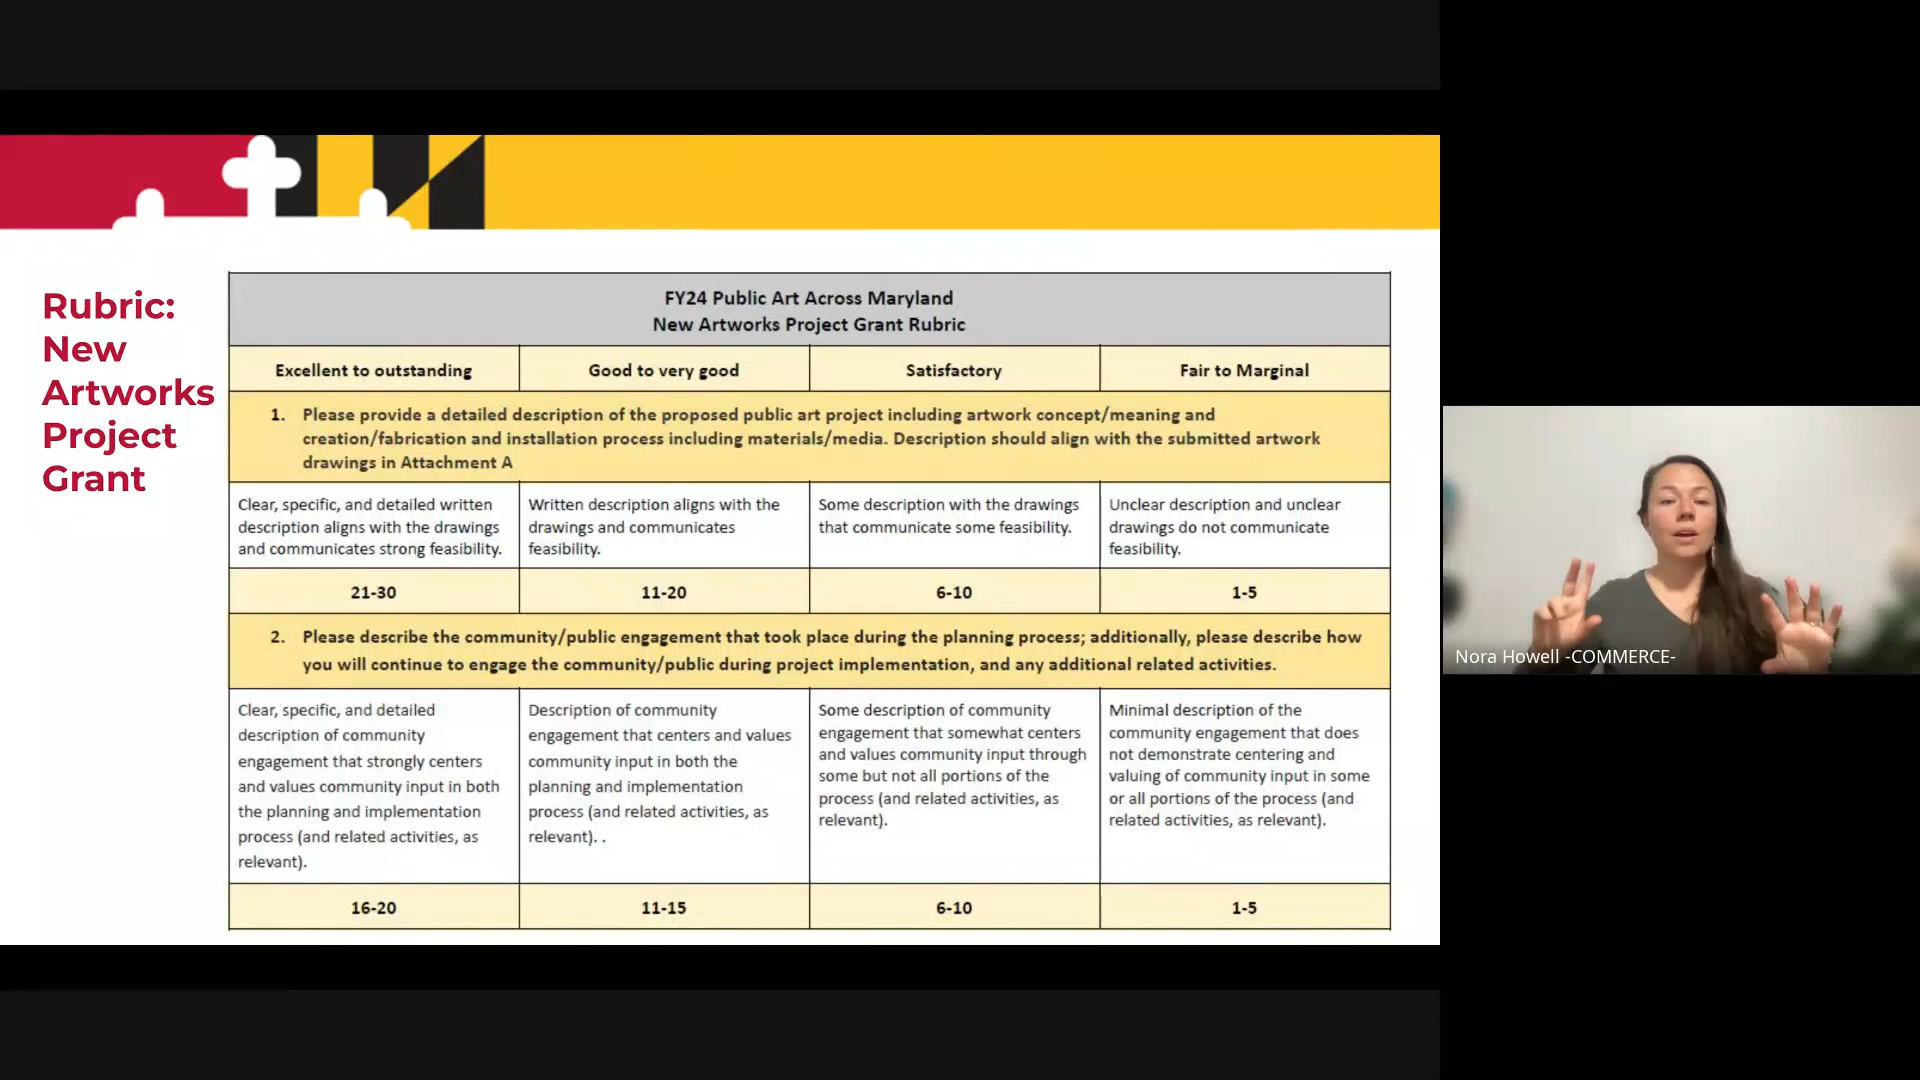 Rubric:
New
Artworks
Project
Grant
FY24 Public Art Across Maryland
New Artworks Project Grant Rubric
Excellent to outstanding
Good to very good
Satisfactory
Fair to Marginal
1. Please provide a detailed description of the proposed public art project including artwork concept/meaning and
creation/fabrication and installation process including materials/media. Description should align with the submitted artwork
drawings in Attachment A
Clear, specific, and detailed written
description aligns with the drawings
and communicates strong feasibility.
Written description aligns with the
drawings and communicates
feasibility.
Some description with the drawings
that communicate some feasibility.
Unclear description and unclear
drawings do not communicate
feasibility.
21-30
11-20
6-10
1-5
2. Please describe the community/public engagement that took place during the planning process; additionally, please describe how
you will continue to engage the community/public during project implementation, and any additional related activities.
Clear, specific, and detailed
description of community
engagement that strongly centers
and values community input in both
the planning and implementation
process (and related activities, as
relevant).
Description of community
engagement that centers and values
community input in both the
planning and implementation
process (and related activities, as
relevant). .
Some description of community
engagement that somewhat centers
and values community input through
some but not all portions of the
process (and related activities, as
relevant).
Minimal description of the
community engagement that does
not demonstrate centering and
valuing of community input in some
or all portions of the process (and
related activities, as relevant).
16-20
11-15
6-10
1-5
Nora Howell -COMMERCE-